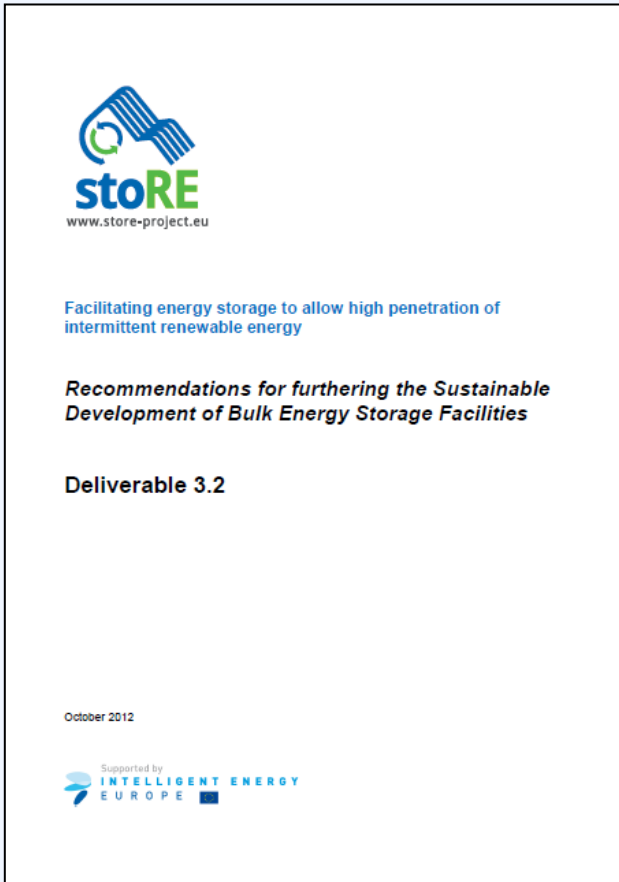 stoRE
www.store-project.eu
Facilitating energy storage to allow high penetration of
intermittent renewable energy
Recommendations for furthering the Sustainable
Development of Bulk Energy Storage Facilities
Deliverable 3.2
October 2012
Supported by
INTELLIGENT ENERGY
EUROPE